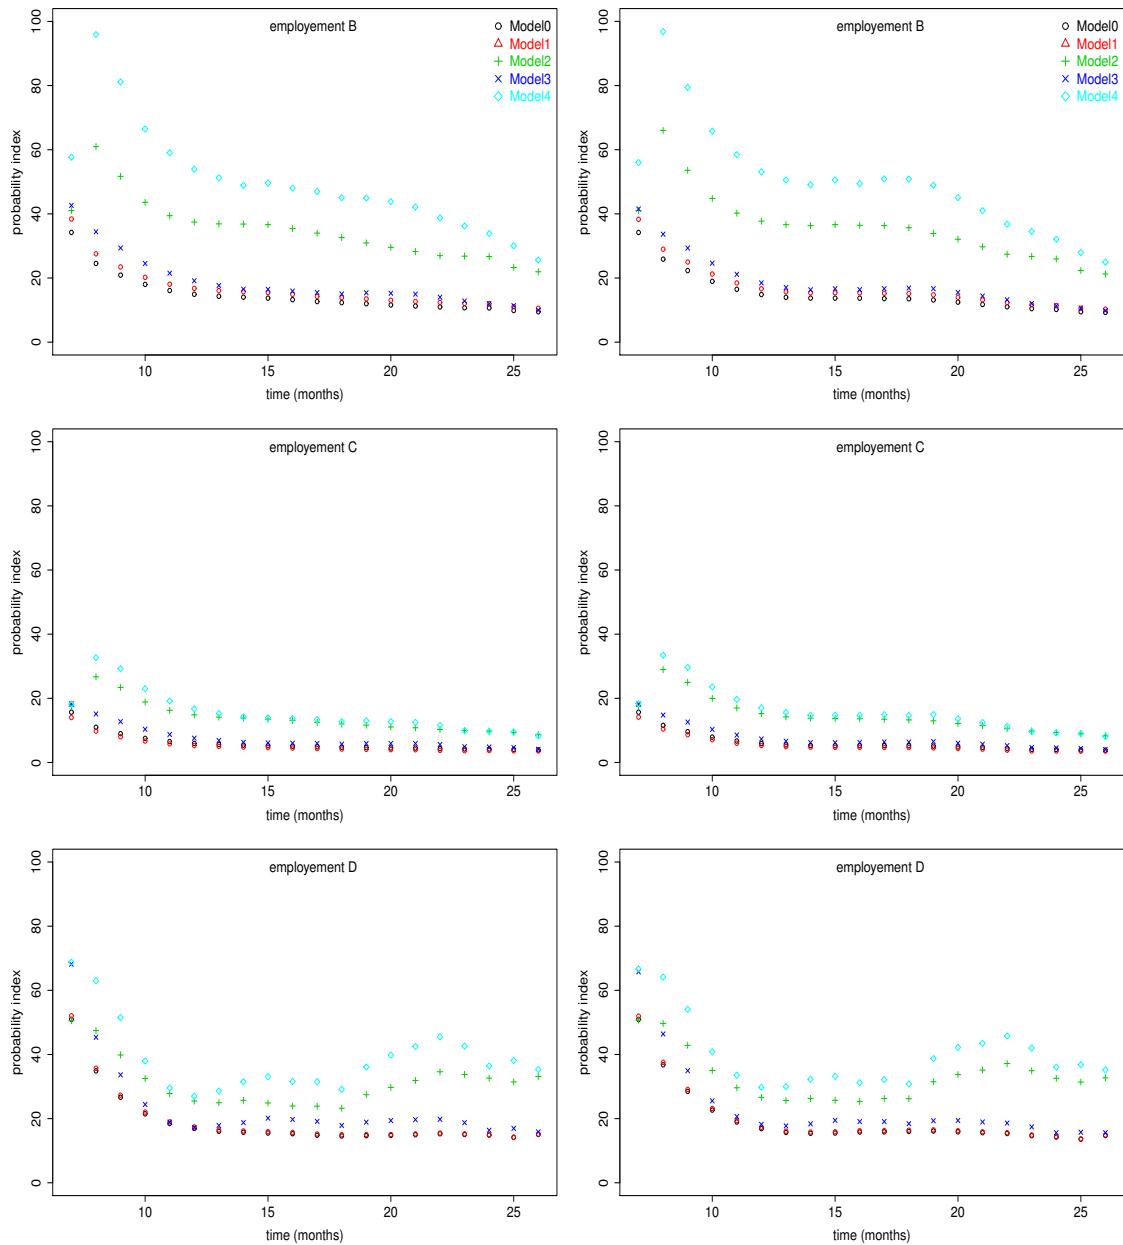 employement B
Model0
Model1
Model2
Model3
Model4
probability index
0 20 40 60 80 100
10 15 20 25
time (months)
employement B
Model0
Model1
Model2
Model3
Model4
probability index
0 20 40 60 80 100
10 15 20 25
time (months)
employement C
probability index
0 20 40 60 80 100
10 15 20 25
time (months)
employement C
probability index
0 20 40 60 80 100
10 15 20 25
time (months)
employement D
probability index
0 20 40 60 80 100
10 15 20 25
time (months)
employement D
probability index
0 20 40 60 80 100
10 15 20 25
time (months)